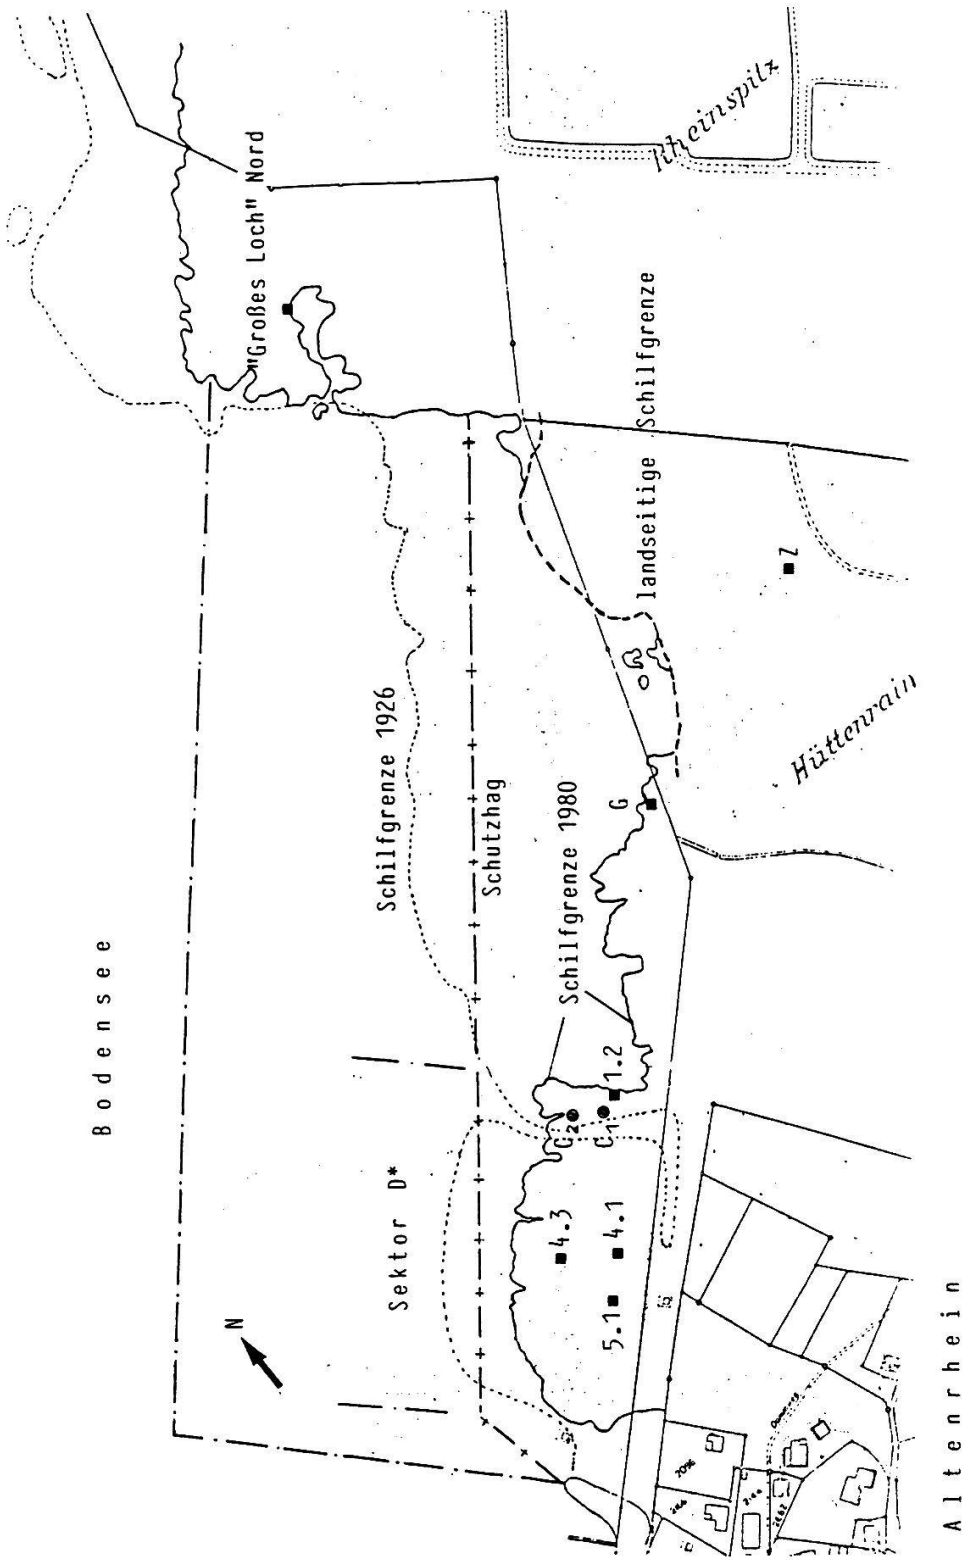 Bodensee
"Großes Loch" Nord
Rheinspitz
Schilfgrenze 1926
Schutzhag
landseitige Schilfgrenze
Sektor D*
N
Schilfgrenze 1980
G
Z
Hüttenrain
C2
C1
1.2
4.3
4.1
5.1
2096
Altenrhein